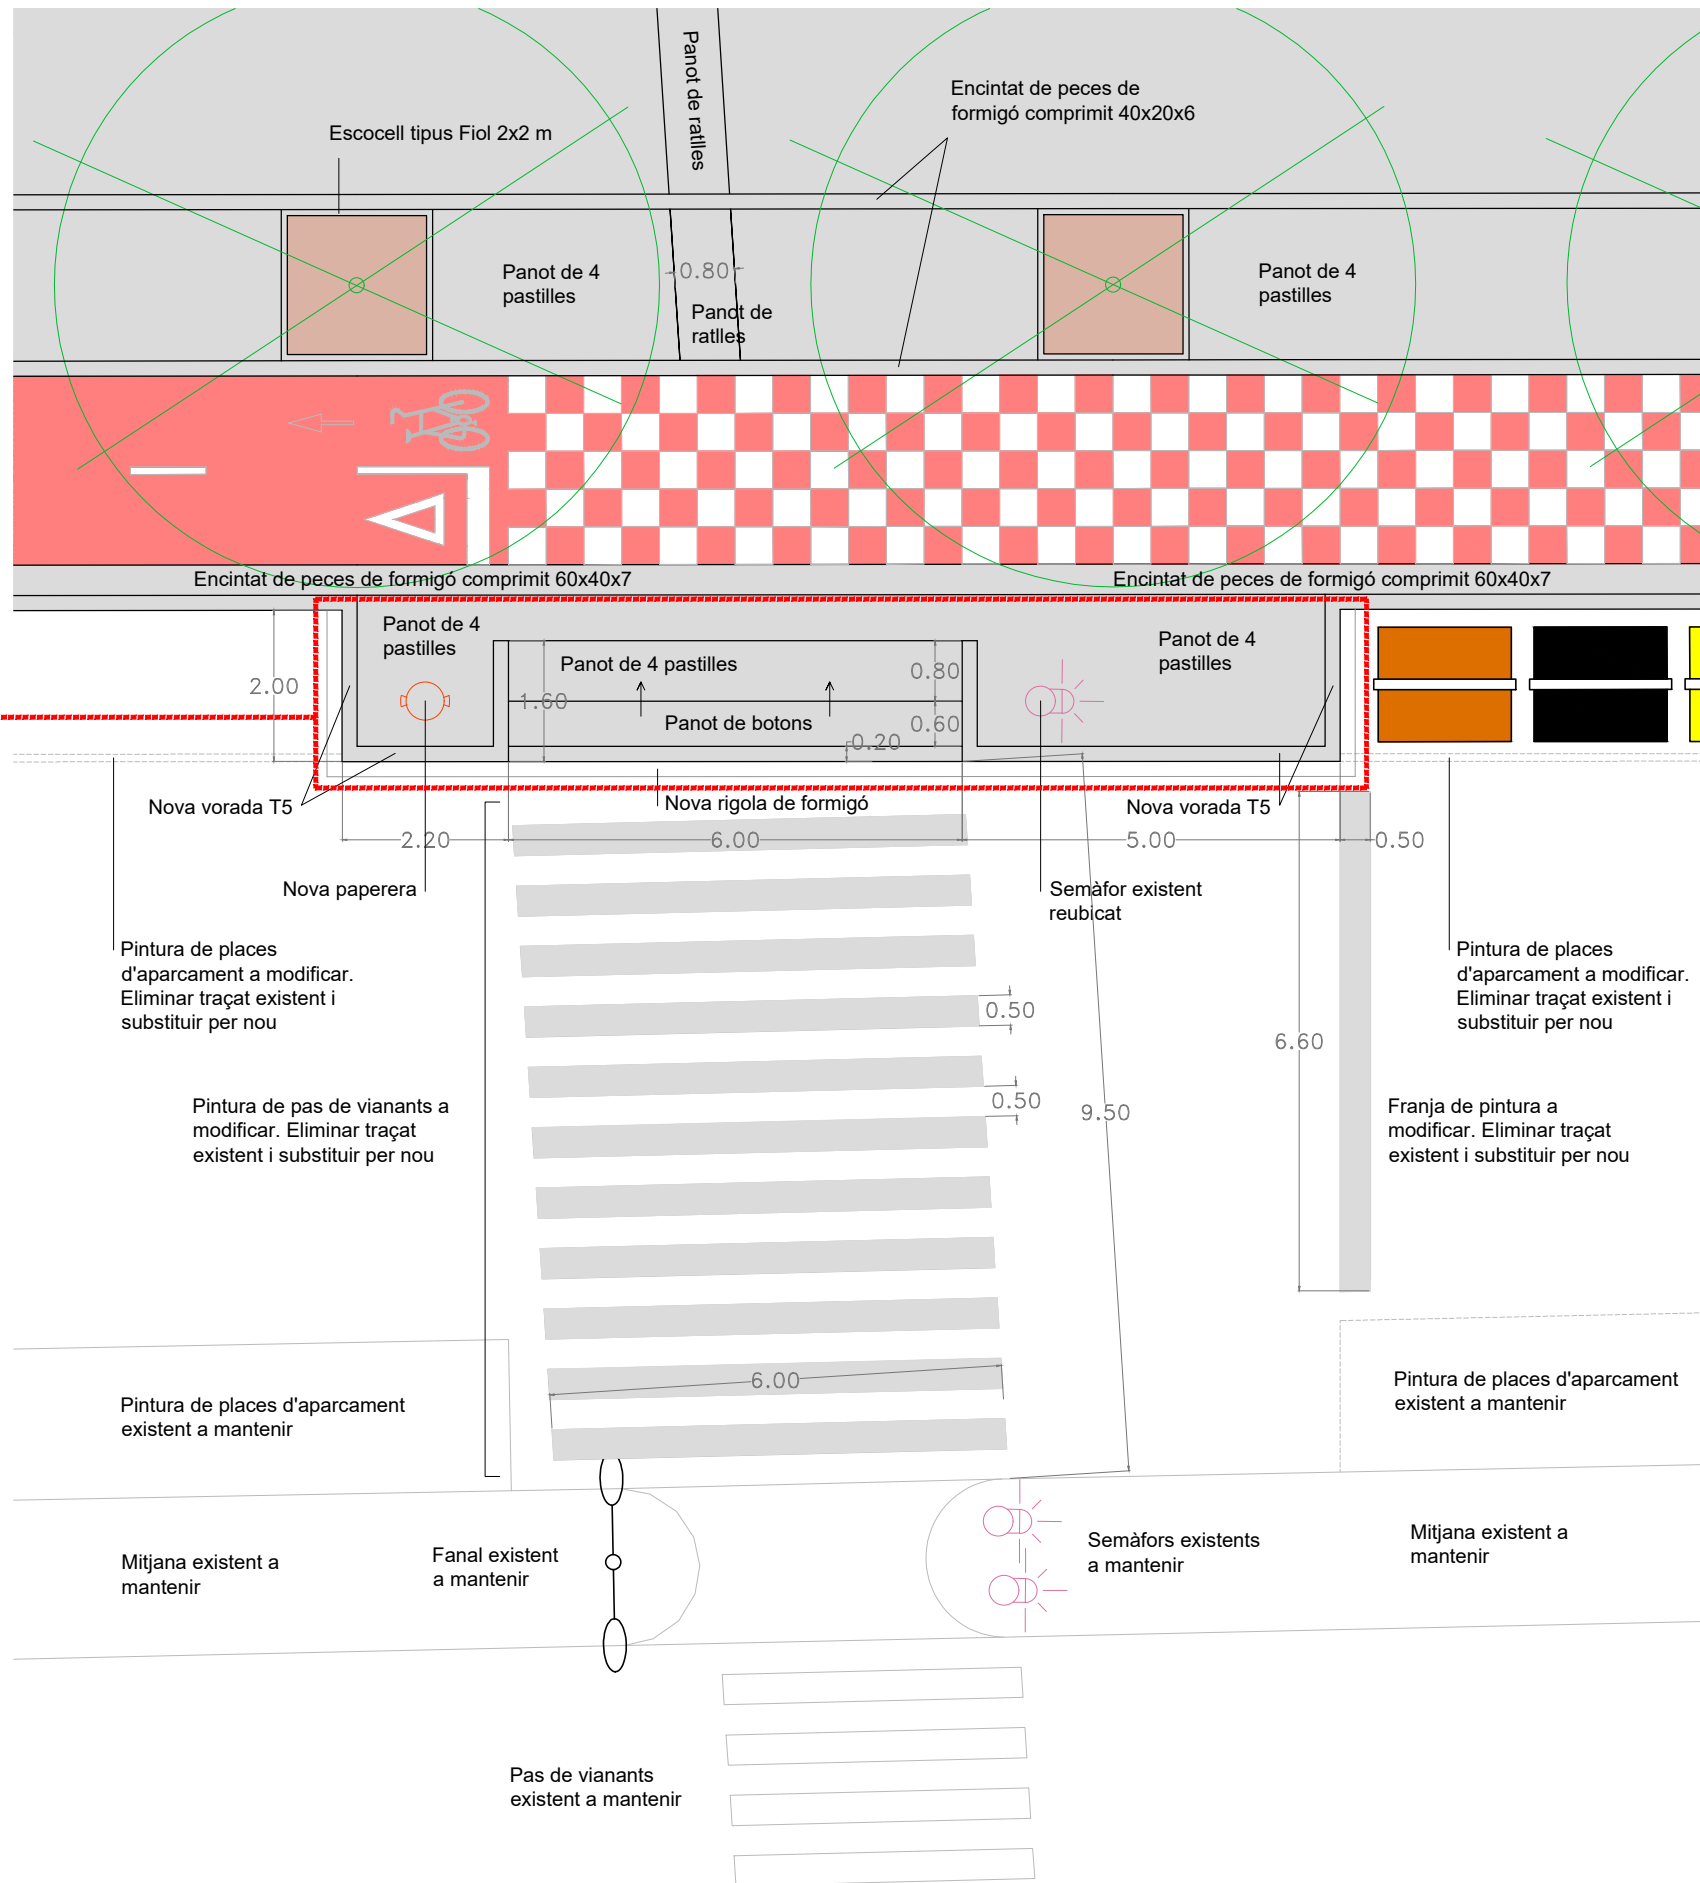 Panot de ratlles
Encintat de peces de
formigó comprimit 40x20x6
Escocell tipus Fiol 2x2 m
Panot de 4
pastilles
0.80
Panot de
ratlles
Panot de 4
pastilles
Encintat de peces de formigó comprimit 60x40x7
Encintat de peces de formigó comprimit 60x40x7
Panot de 4
pastilles
Panot de 4 pastilles
Panot de 4
pastilles
2.00
1.60
0.80
Panot de botons
0.60
0.20
Nova vorada T5
Nova rigola de formigó
Nova vorada T5
2.20
6.00
5.00
0.50
Nova paperera
Semàfor existent
reubicat
Pintura de places
d'aparcament a modificar.
Eliminar traçat existent i
substituir per nou
Pintura de places
d'aparcament a modificar.
Eliminar traçat existent i
substituir per nou
0.50
6.60
Pintura de pas de vianants a
modificar. Eliminar traçat
existent i substituir per nou
0.50
9.50
Franja de pintura a
modificar. Eliminar traçat
existent i substituir per nou
6.00
Pintura de places d'aparcament
existent a mantenir
Pintura de places d'aparcament
existent a mantenir
Mitjana existent a
mantenir
Fanal existent
a mantenir
Semàfors existents
a mantenir
Mitjana existent a
mantenir
Pas de vianants
existent a mantenir